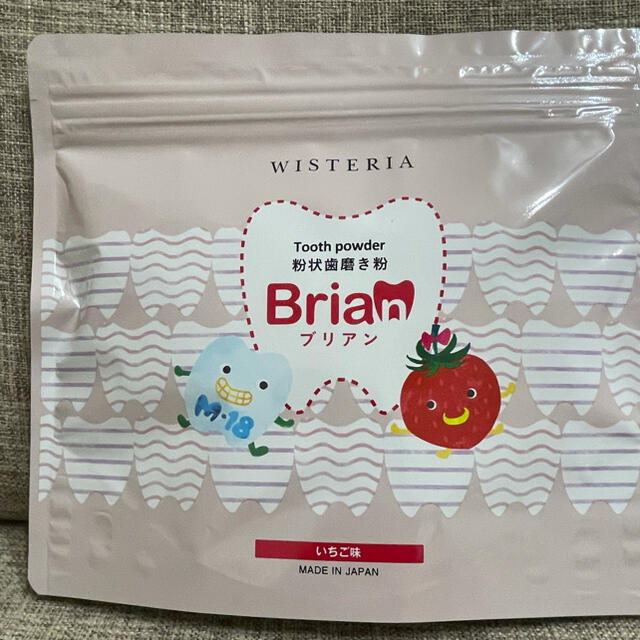 WISTERIA
Tooth powder
粉状歯磨き粉
Brian
ブリアン
M-18
いちご味
MADE IN JAPAN